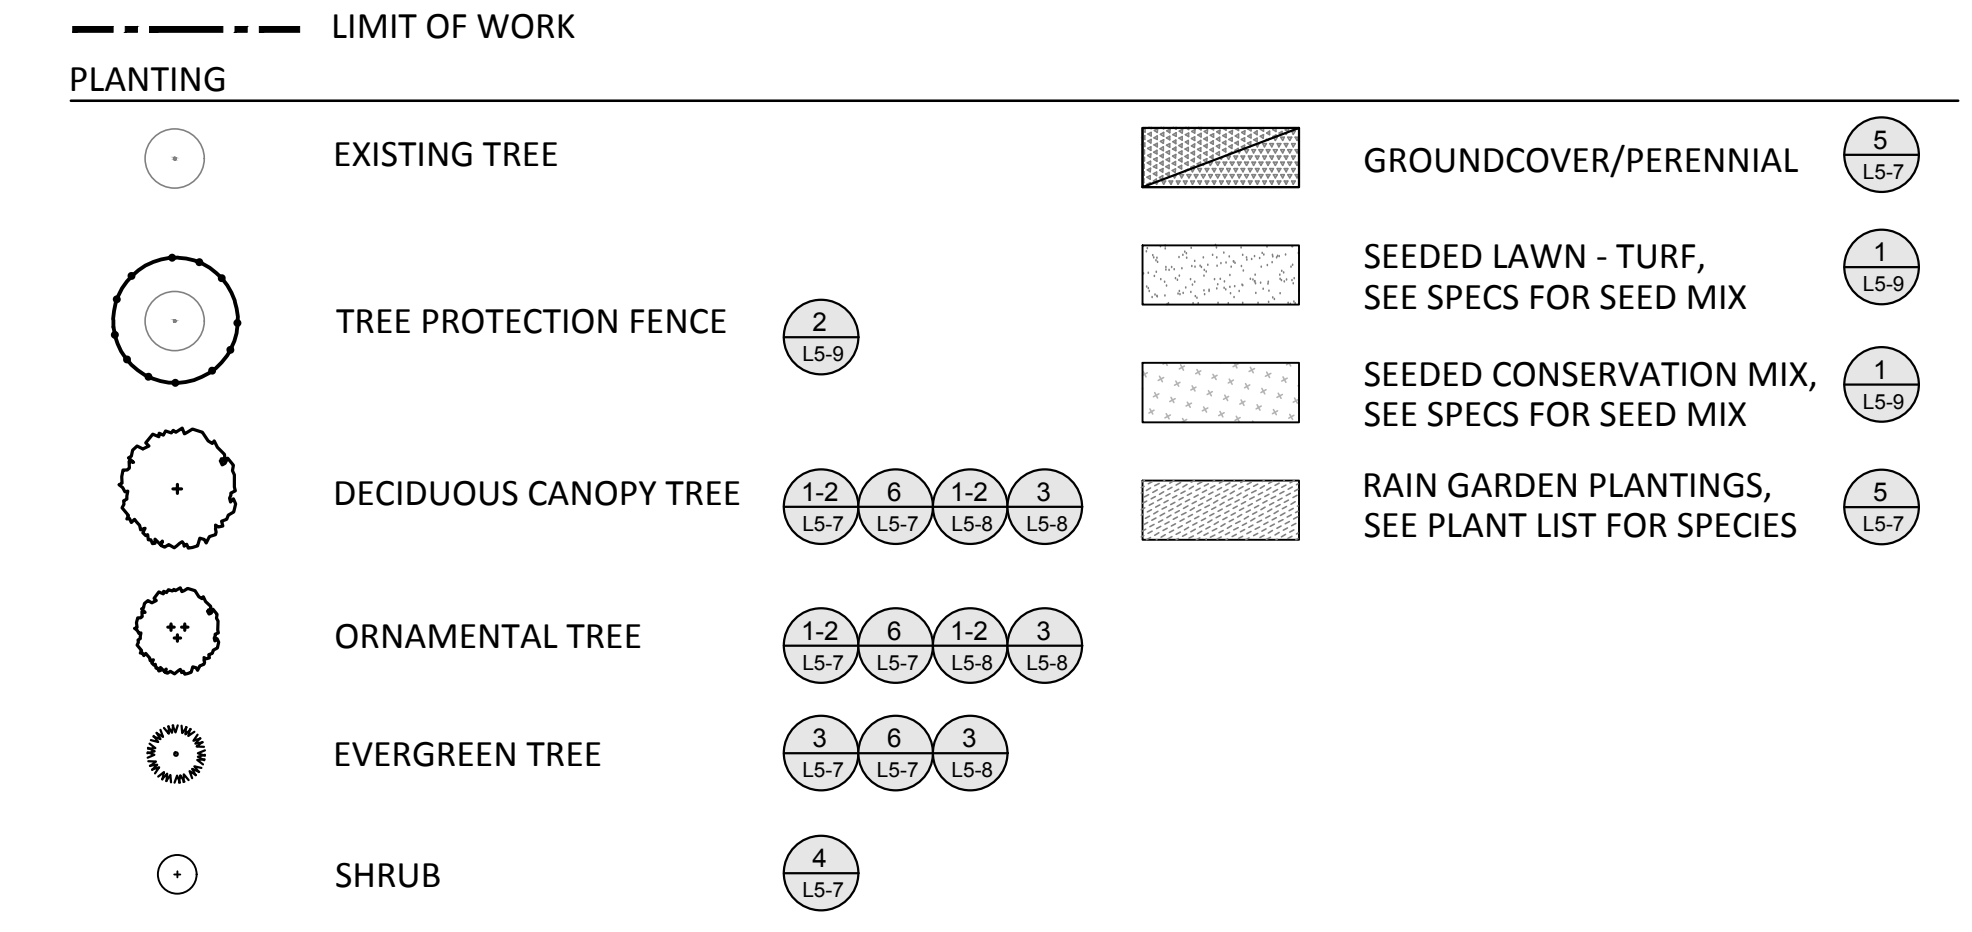 LIMIT OF WORK
PLANTING
EXISTING TREE
TREE PROTECTION FENCE
2
L5-9
DECIDUOUS CANOPY TREE
1-2 6 1-2 3
L5-7 L5-7 L5-8 L5-8
ORNAMENTAL TREE
1-2 6 1-2 3
L5-7 L5-7 L5-8 L5-8
EVERGREEN TREE
3 6 3
L5-7 L5-7 L5-8
SHRUB
4
L5-7
GROUNDCOVER/PERENNIAL
5
L5-7
SEEDED LAWN - TURF,
SEE SPECS FOR SEED MIX
1
L5-9
SEEDED CONSERVATION MIX,
SEE SPECS FOR SEED MIX
1
L5-9
RAIN GARDEN PLANTINGS,
SEE PLANT LIST FOR SPECIES
5
L5-7